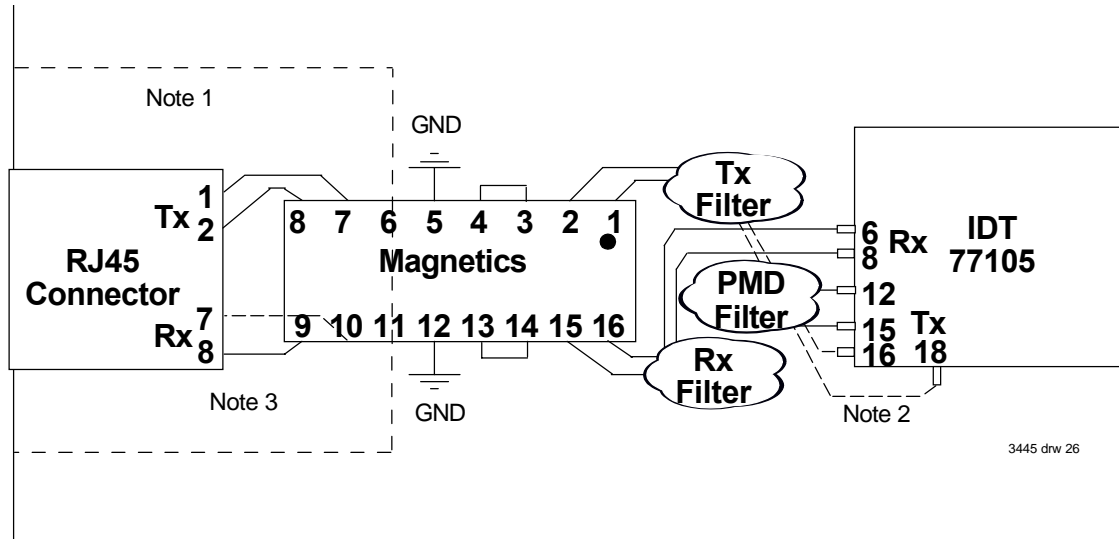 Note 1
GND
Tx
Filter
1
Tx 2
RJ45
Connector
7
Rx 8
8 7 6 5 4 3 2 1
Magnetics
9 10 11 12 13 14 15 16
6
8 Rx
IDT
77105
12
PMD
Filter
15 Tx
16 18
Rx
Filter
Note 3
GND
Note 2
3445 drw 26